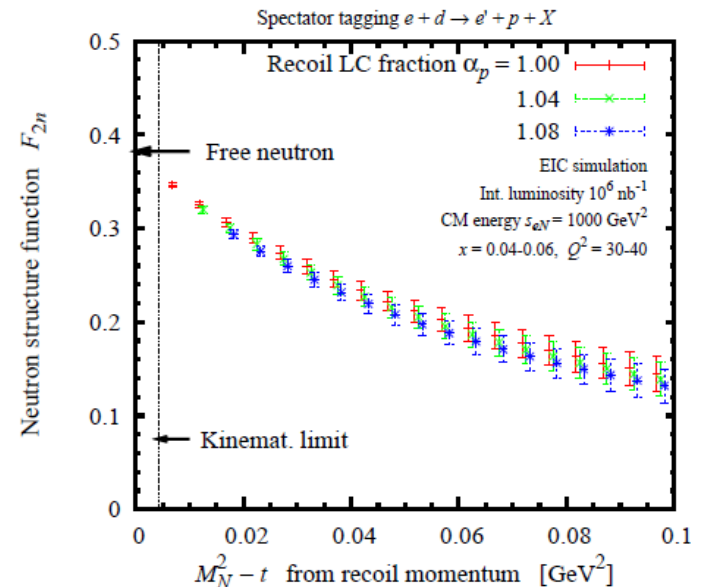 Spectator tagging e + d → e' + p + X
Neutron structure function F2n
0.5
0.4
0.3
0.2
0.1
0
Recoil LC fraction αp = 1.00
1.04
1.08
Free neutron
EIC simulation
Int. luminosity 10^6 nb^-1
CM energy seN = 1000 GeV^2
x = 0.04-0.06, Q^2 = 30-40
Kinemat. limit
0 0.02 0.04 0.06 0.08 0.1
M_N^2 – t from recoil momentum [GeV^2]